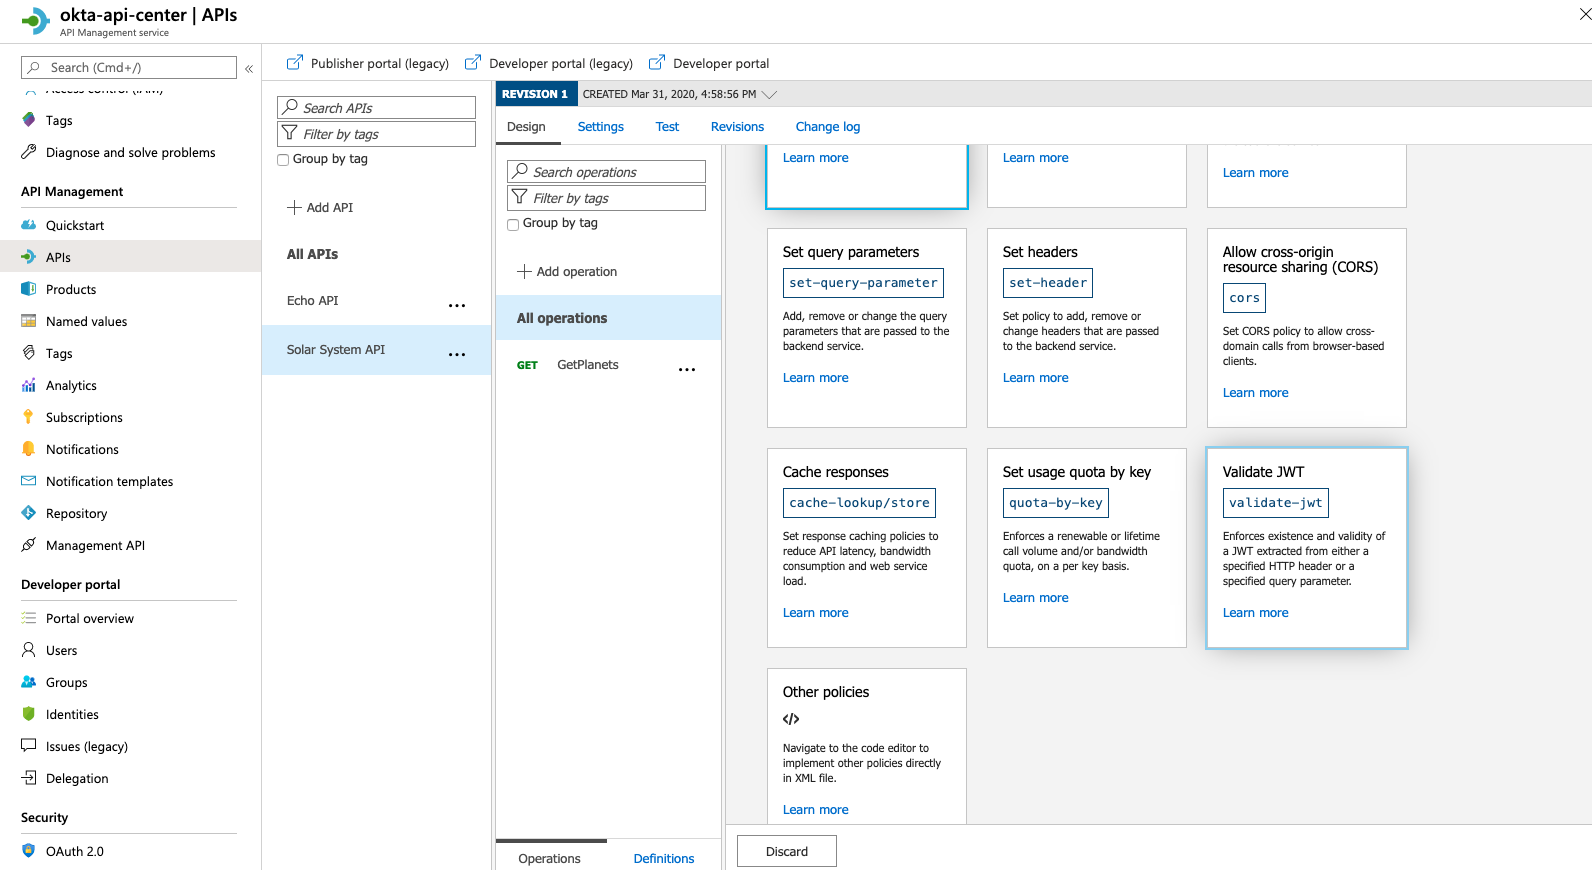 okta-api-center | APIs
API Management service
Search (Cmd+/)
«
Access control (IAM)
Tags
Diagnose and solve problems
API Management
Quickstart
APIs
Products
Named values
Tags
Analytics
Subscriptions
Notifications
Notification templates
Repository
Management API
Developer portal
Portal overview
Users
Groups
Identities
Issues (legacy)
Delegation
Security
OAuth 2.0
Publisher portal (legacy)
Developer portal (legacy)
Developer portal
Search APIs
Filter by tags
Group by tag
Add API
All APIs
Echo API
Solar System API
REVISION 1
CREATED Mar 31, 2020, 4:58:56 PM
Design
Settings
Test
Revisions
Change log
Search operations
Filter by tags
Group by tag
Add operation
All operations
GET GetPlanets
Operations
Definitions
Learn more
Learn more
Learn more
Set query parameters
set-query-parameter
Add, remove or change the query
parameters that are passed to the
backend service.
Learn more
Set headers
set-header
Set policy to add, remove or
change headers that are passed
to the backend service.
Learn more
Allow cross-origin
resource sharing (CORS)
cors
Set CORS policy to allow cross-
domain calls from browser-based
clients.
Learn more
Cache responses
cache-lookup/store
Set response caching policies to
reduce API latency, bandwidth
consumption and web service
load.
Learn more
Set usage quota by key
quota-by-key
Enforces a renewable or lifetime
call volume and/or bandwidth
quota, on a per key basis.
Learn more
Validate JWT
validate-jwt
Enforces existence and validity of
a JWT extracted from either a
specified HTTP header or a
specified query parameter.
Learn more
Other policies
</>
Navigate to the code editor to
implement other policies directly
in XML file.
Learn more
Discard